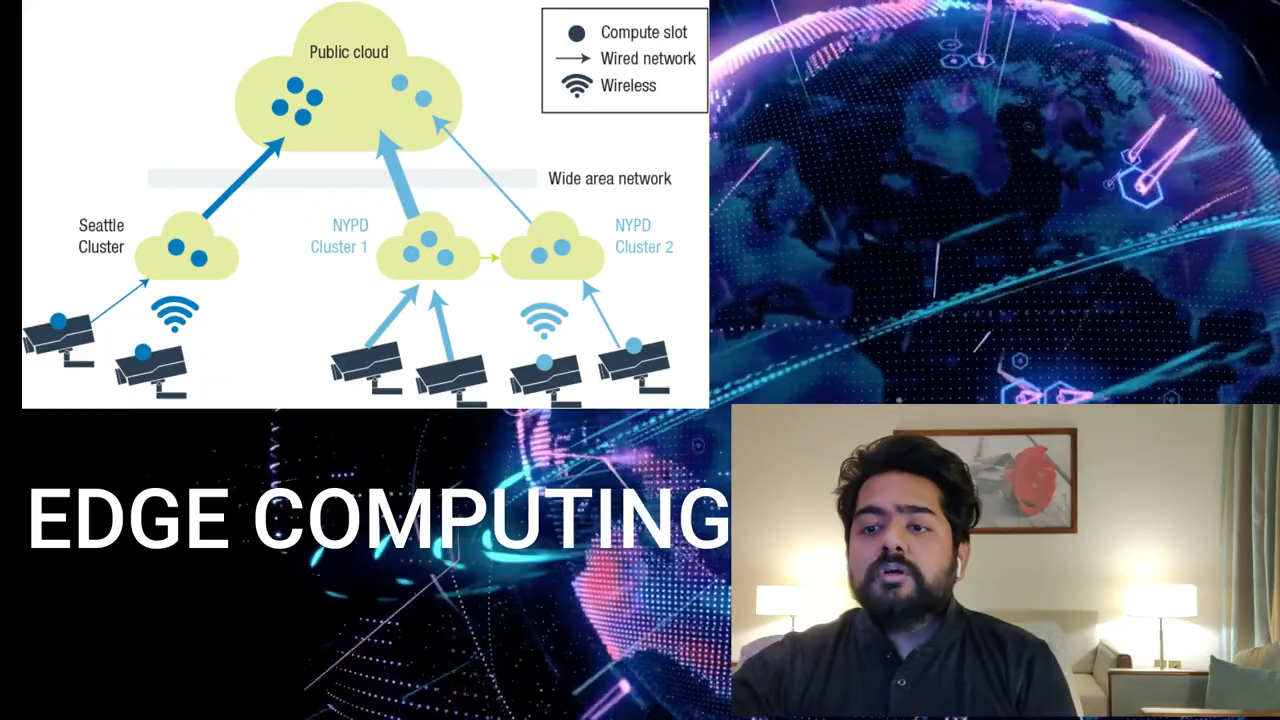 Public cloud
Compute slot
Wired network
Wireless
Wide area network
Seattle
Cluster
NYPD
Cluster 1
NYPD
Cluster 2
EDGE COMPUTING